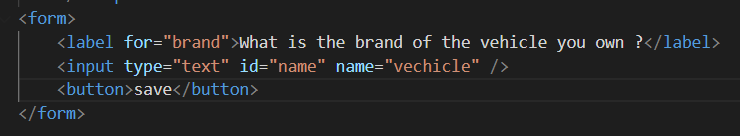 <form>
<label for="brand">What is the brand of the vehicle you own ?</label>
<input type="text" id="name" name="vechicle" />
<button>save</button>
</form>